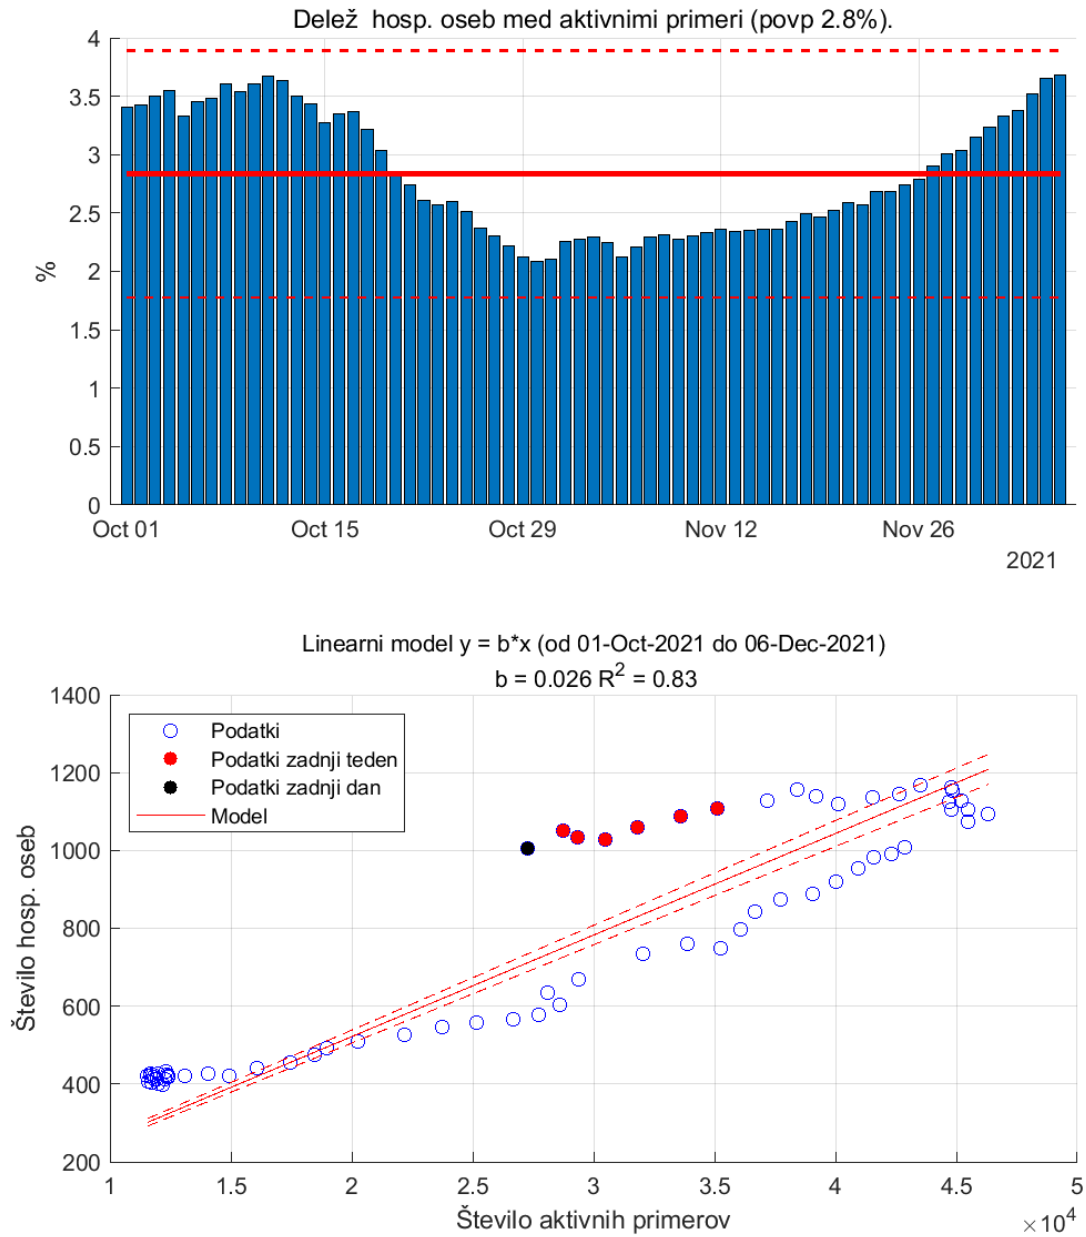 Delež hosp. oseb med aktivnimi primeri (povp 2.8%).
4
3.5
3
2.5
2
1.5
1
0.5
0
%
Oct 01 Oct 15 Oct 29 Nov 12 Nov 26
2021
Linearni model y = b*x (od 01-Oct-2021 do 06-Dec-2021)
b = 0.026 R² = 0.83
1400
1200
1000
800
600
400
200
Število hosp. oseb
Podatki
Podatki zadnji teden
Podatki zadnji dan
Model
1 1.5 2 2.5 3 3.5 4 4.5 5
Število aktivnih primerov
×10⁴